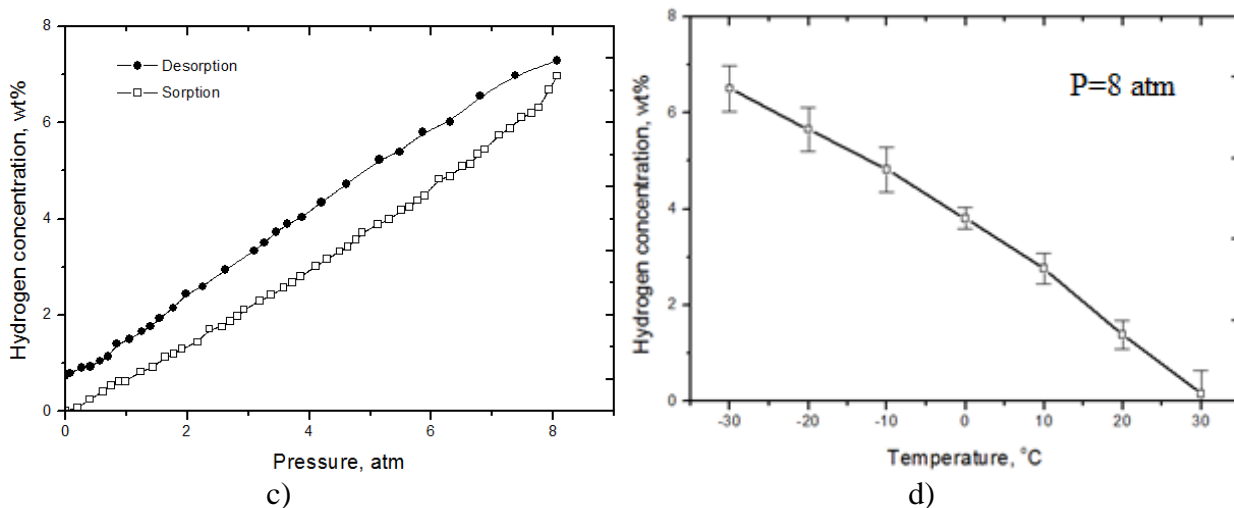 8
6
4
2
0
Hydrogen concentration, wt%
Desorption
Sorption
0
2
4
6
8
Pressure, atm
c)
8
6
4
2
0
Hydrogen concentration, wt%
P=8 atm
-30
-20
-10
0
10
20
30
Temperature, °C
d)